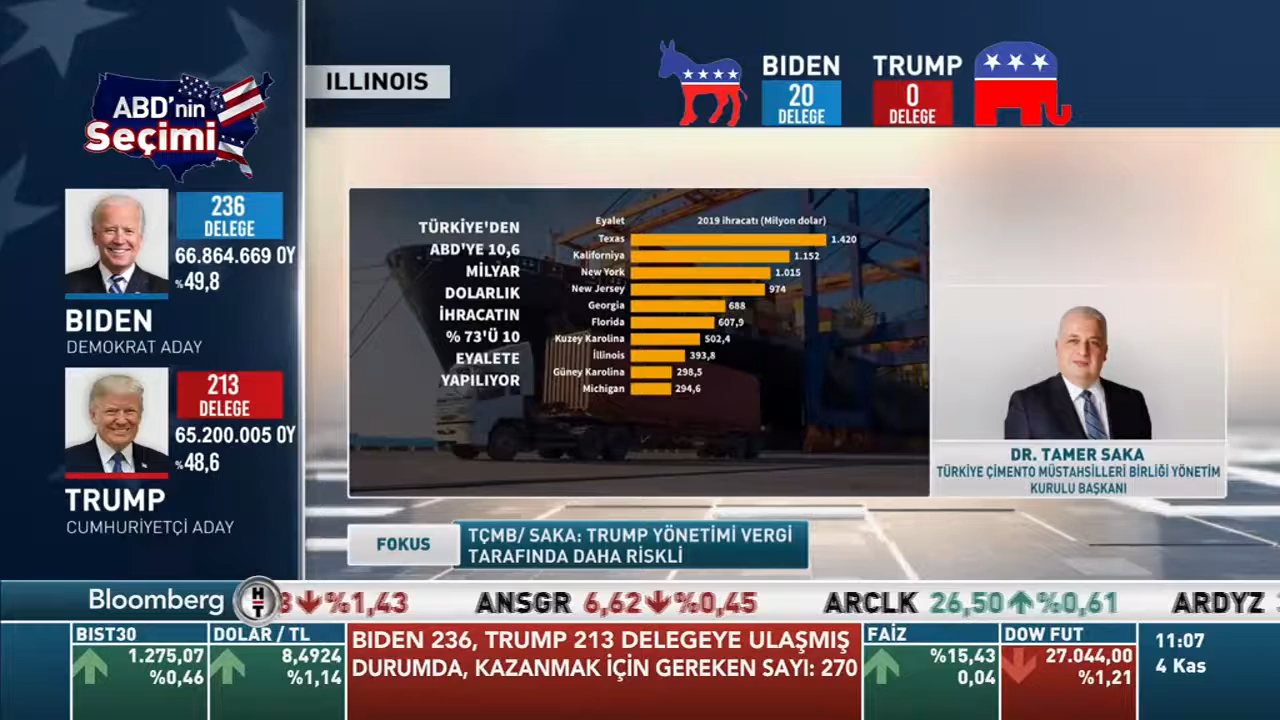 ILLINOIS
BIDEN
20
DELEGE
TRUMP
0
DELEGE
ABD'nin
Seçimi
236
DELEGE
66.864.669 OY
%49,8
BIDEN
DEMOKRAT ADAY
213
DELEGE
65.200.005 OY
%48,6
TRUMP
CUMHURİYETÇİ ADAY
TÜRKİYE'DEN
ABD'YE 10,6
MİLYAR
DOLARLIK
İHRACATIN
% 73'Ü 10
EYALETE
YAPILIYOR
Eyalet 2019 ihracatı (Milyon dolar)
Texas 1.420
Kaliforniya 1.152
New York 1.015
New Jersey 974
Georgia 688
Florida 607,9
Kuzey Karolina 502,4
İllinois 393,8
Güney Karolina 298,5
Michigan 294,6
DR. TAMER SAKA
TÜRKİYE ÇİMENTO MÜSTAHSİLLERİ BİRLİĞİ YÖNETİM
KURULU BAŞKANI
FOKUS
TÇMB/ SAKA: TRUMP YÖNETİMİ VERGİ
TARAFINDA DAHA RİSKLİ
Bloomberg HT
%1,43 ANSGR 6,62 %0,45 ARCLK 26,50 %0,61 ARDYZ
BIST30
1.275,07
%0,46
DOLAR / TL
8,4924
%1,14
BIDEN 236, TRUMP 213 DELEGEYE ULAŞMIŞ
DURUMDA, KAZANMAK İÇİN GEREKEN SAYI: 270
FAİZ
%15,43
0,04
DOW FUT
27.044,00
%1,21
11:07
4 Kas